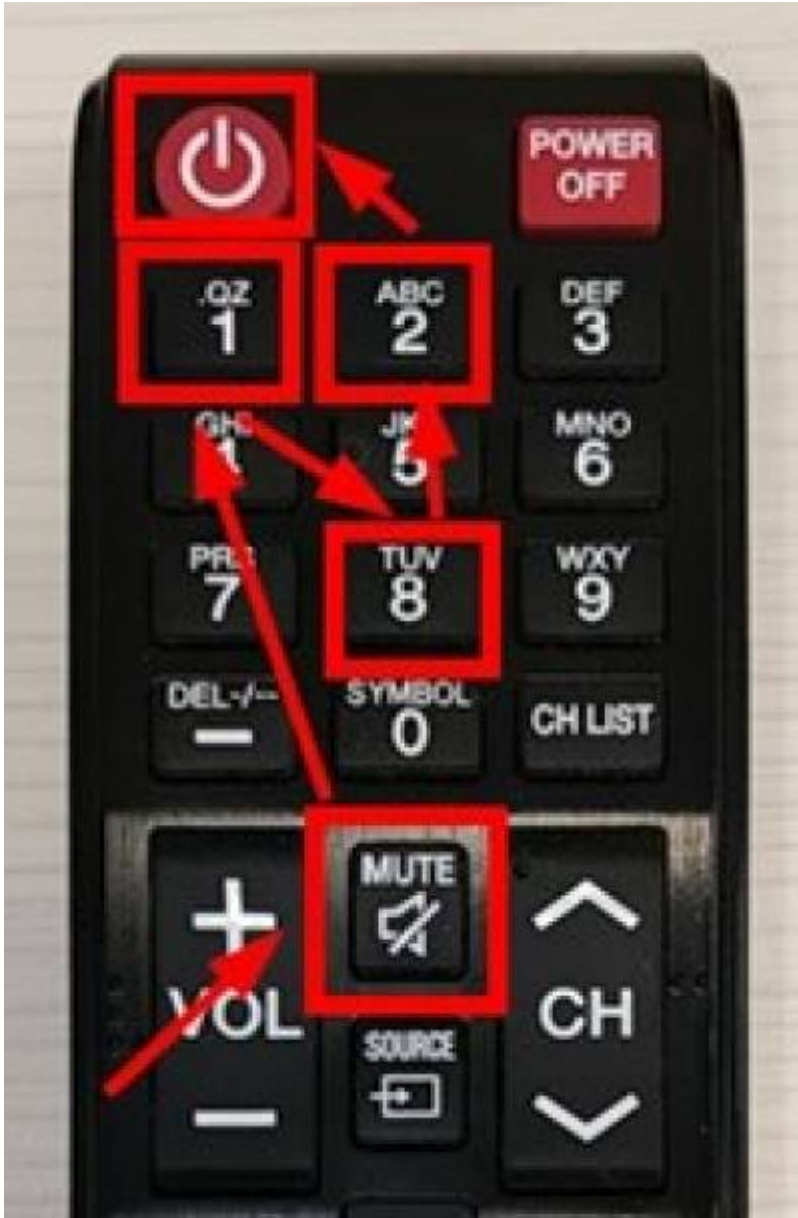 POWER
OFF
.QZ
1
ABC
2
DEF
3
5
MNO
6
7
TUV
8
WXY
9
DEL-/--
SYMBOL
0
CH LIST
MUTE
+
VOL
CH
SOURCE